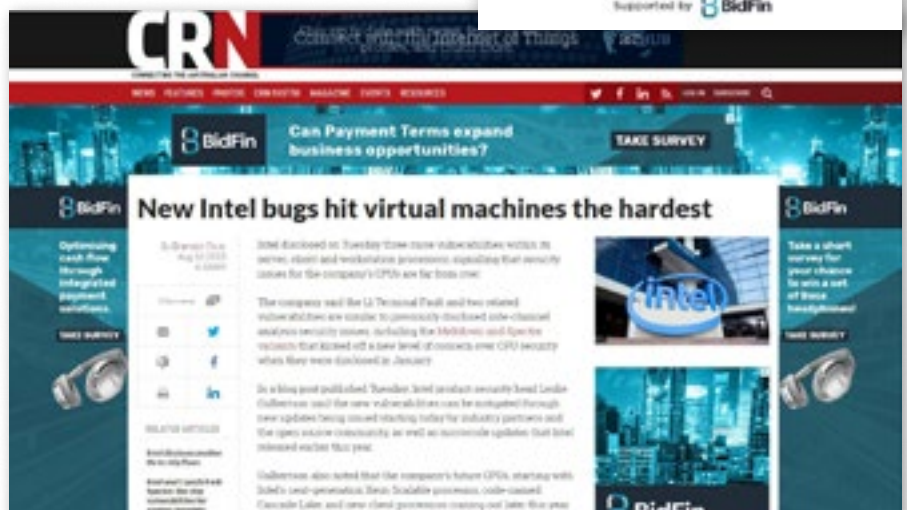 Supported by BidFin
CRN
CONNECTING THE AUSTRALIAN CHANNEL
Connect with the Internet of Things
NEWS FEATURES PHOTOS CRN FAST50 MAGAZINE EVENTS RESOURCES
LOG IN SUBSCRIBE
BidFin
Can Payment Terms expand
business opportunities?
TAKE SURVEY
BidFin
Optimising
cash flow
through
integrated
payment
solutions.
TAKE SURVEY
New Intel bugs hit virtual machines the hardest
Intel disclosed on Tuesday three more vulnerabilities within its
server, client and workstation processors, signaling that security
issues for the company's CPUs are far from over.
The company said the L1 Terminal Fault and two related
vulnerabilities are similar to previously disclosed side-channel
analysis security issues, including the Meltdown and Spectre
variants that kicked off a new level of concern over CPU security
when they were disclosed in January.
In a blog post published Tuesday, Intel product security head Leslie
Culbertson said the new vulnerabilities can be mitigated through
new updates being issued starting today by industry partners and
the open source community, as well as microcode updates that Intel
released earlier this year.
Culbertson also noted that the company's future CPUs, starting with
Intel's next-generation Xeon Scalable processor, code-named
Cascade Lake, and new client processors coming out later this year
RELATED ARTICLES
intel
BidFin
BidFin
Take a short
survey for
your chance
to win a set
of these
headphones!
TAKE SURVEY